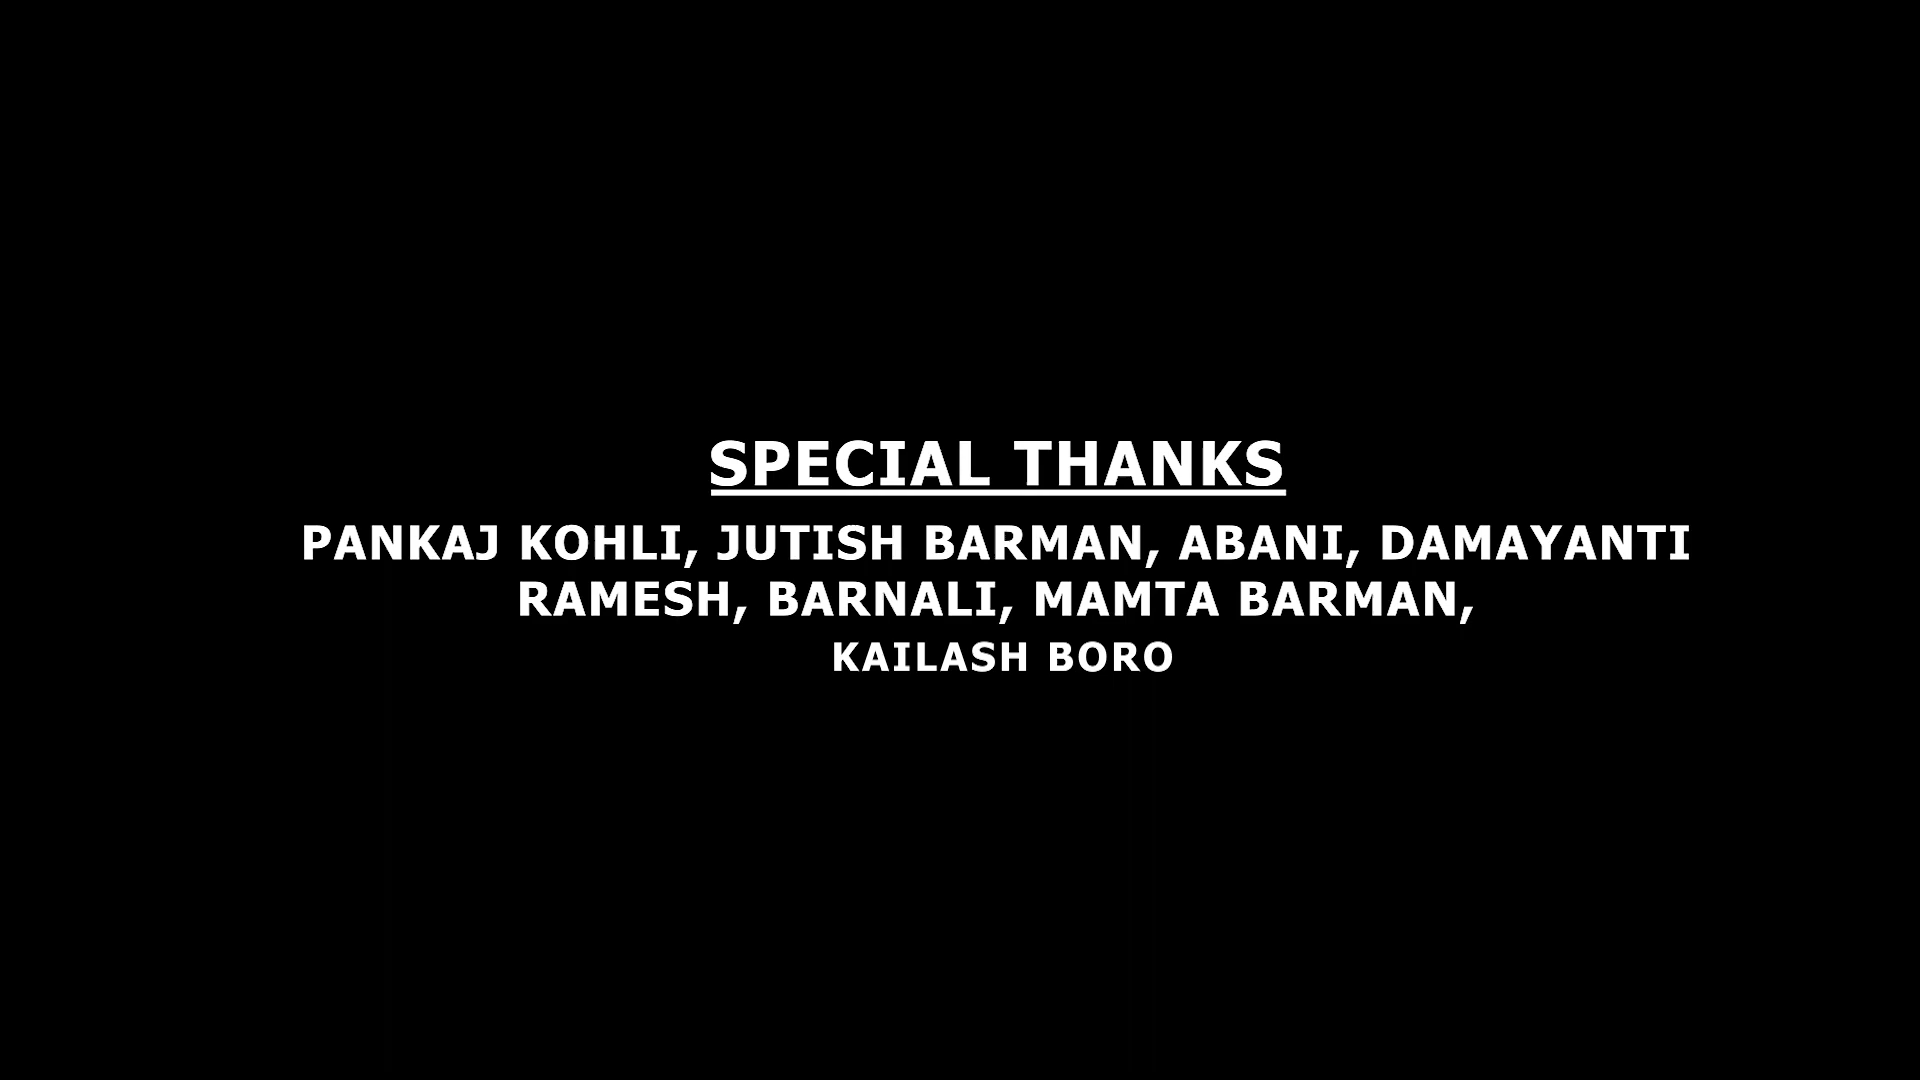 SPECIAL THANKS
PANKAJ KOHLI, JUTISH BARMAN, ABANI, DAMAYANTI
RAMESH, BARNALI, MAMTA BARMAN,
KAILASH BORO